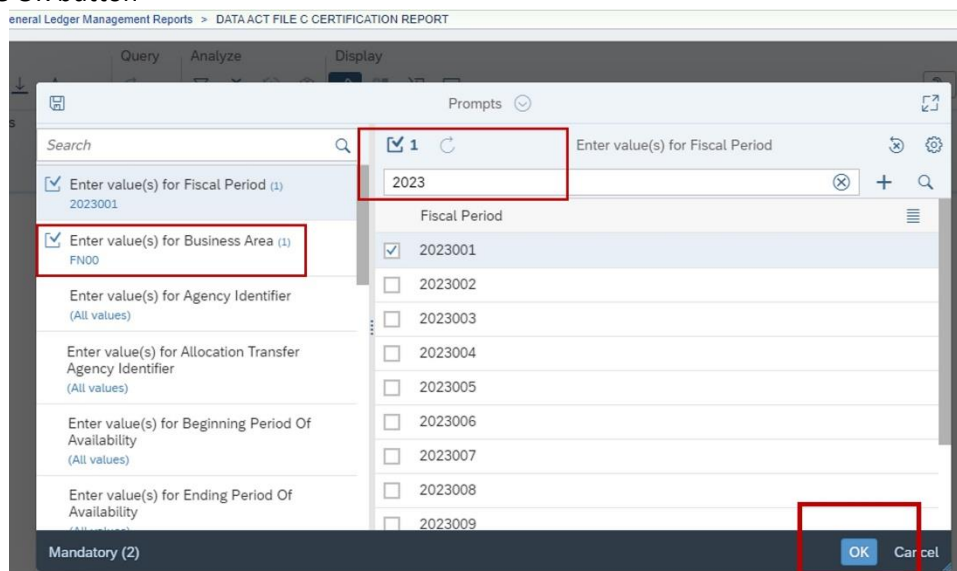 OK button
eneral Ledger Management Reports > DATA ACT FILE C CERTIFICATION REPORT
Query Analyze Display
Prompts
Search
1
Enter value(s) for Fiscal Period
Enter value(s) for Fiscal Period (1)
2023001
2023
Fiscal Period
Enter value(s) for Business Area (1)
FN00
2023001
2023002
Enter value(s) for Agency Identifier
(All values)
2023003
Enter value(s) for Allocation Transfer
Agency Identifier
(All values)
2023004
2023005
Enter value(s) for Beginning Period Of
Availability
(All values)
2023006
2023007
Enter value(s) for Ending Period Of
Availability
2023008
2023009
Mandatory (2)
OK Cancel